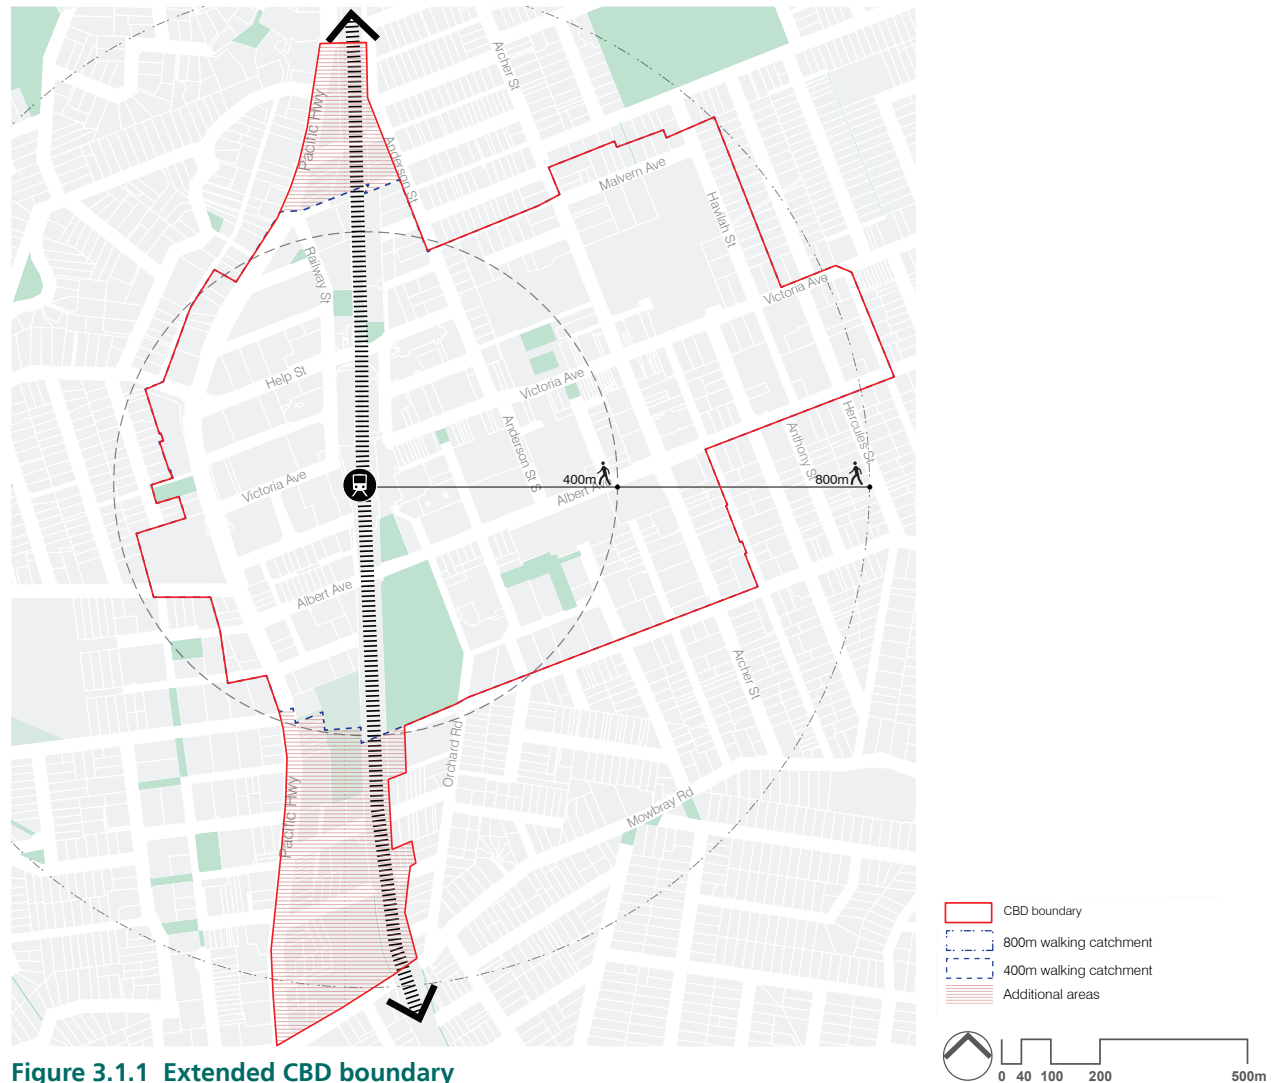 Archer St
Pacific Hwy
Anderson St
Malvern Ave
Havilah St
Railway St
Victoria Ave
Help St
Victoria Ave
Hercules St
Anderson St S
Anthony St
400m
800m
Victoria Ave
Albert A
Albert Ave
Archer St
Orchard Rd
Pacific Hwy
Mowbray Rd
CBD boundary
800m walking catchment
400m walking catchment
Additional areas
0 40 100 200 500m
Figure 3.1.1 Extended CBD boundary